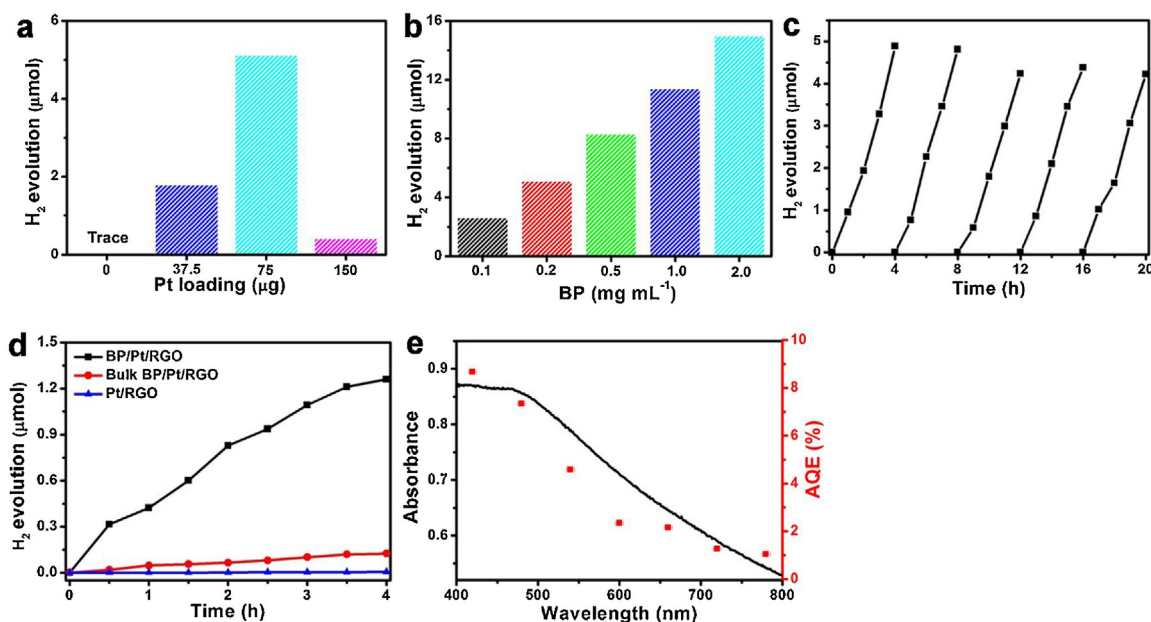 a
H₂ evolution (μmol)
6
4
2
0
Trace
0 37.5 75 150
Pt loading (μg)
b
H₂ evolution (μmol)
16
12
8
4
0
0.1 0.2 0.5 1.0 2.0
BP (mg mL⁻¹)
c
H₂ evolution (μmol)
5
4
3
2
1
0
0 4 8 12 16 20
Time (h)
d
H₂ evolution (μmol)
1.5
1.2
0.9
0.6
0.3
0.0
BP/Pt/RGO
Bulk BP/Pt/RGO
Pt/RGO
0 1 2 3 4
Time (h)
e
Absorbance
0.9
0.8
0.7
0.6
400 500 600 700 800
Wavelength (nm)
10
8
6
4
2
0
AQE (%)